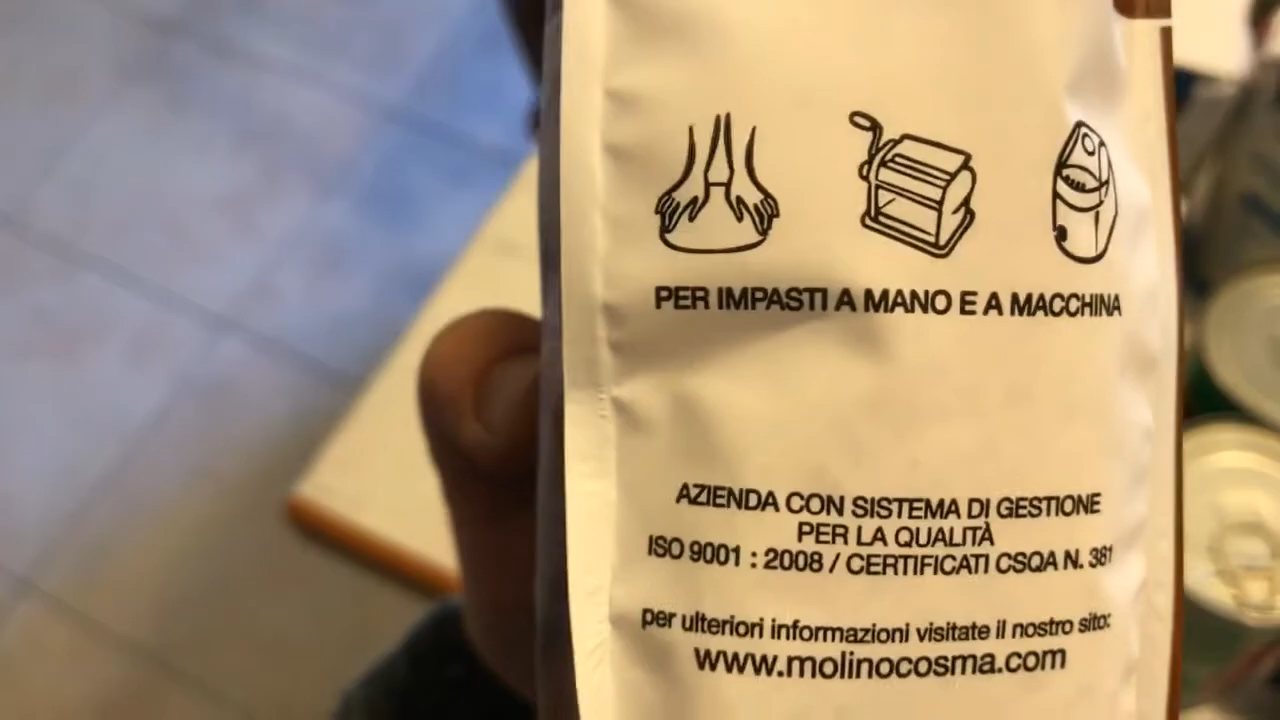 PER IMPASTI A MANO E A MACCHINA
AZIENDA CON SISTEMA DI GESTIONE
PER LA QUALITÀ
ISO 9001 : 2008 / CERTIFICATI CSQA N. 381
per ulteriori informazioni visitate il nostro sito:
www.molinocosma.com